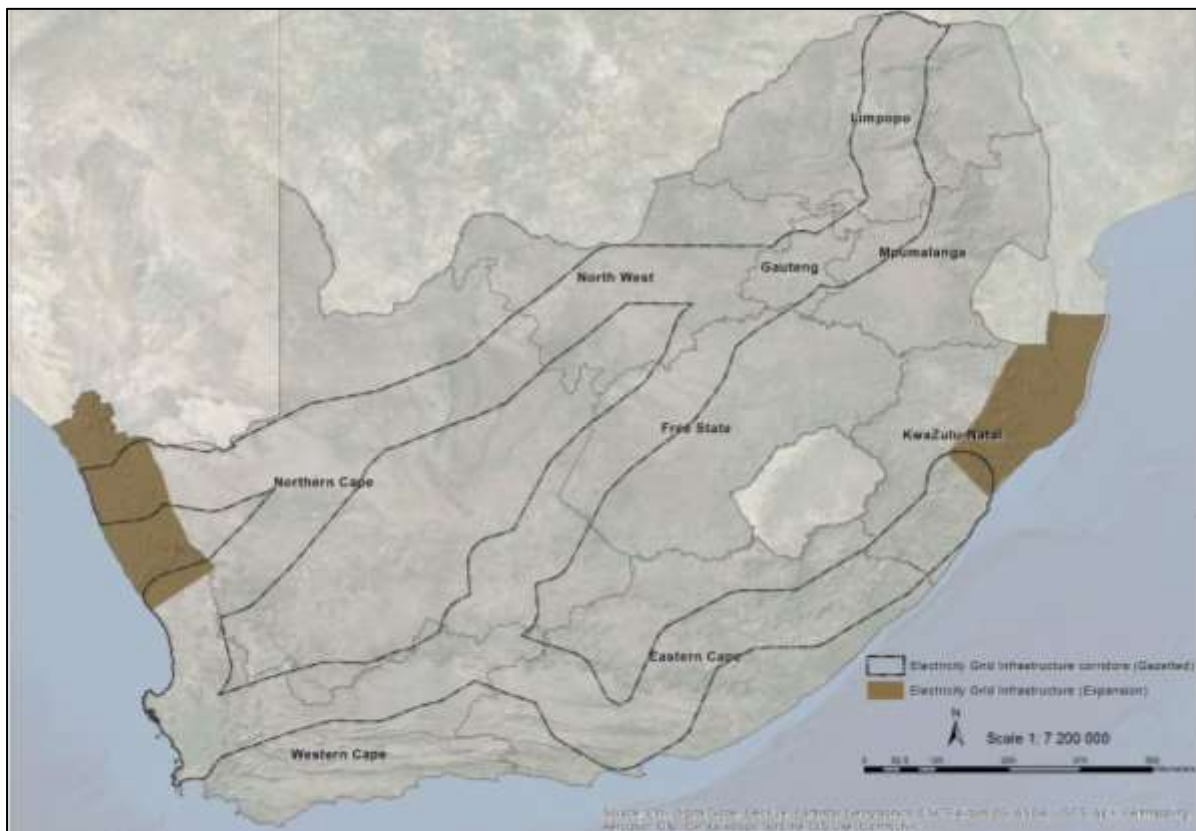 Limpopo
Mpumalanga
Gauteng
North West
Free State
KwaZulu-Natal
Northern Cape
Eastern Cape
Western Cape
Electricity Grid Infrastructure corridors (Gazetted)
Electricity Grid Infrastructure (Expansion)
N
Scale 1: 7 200 000